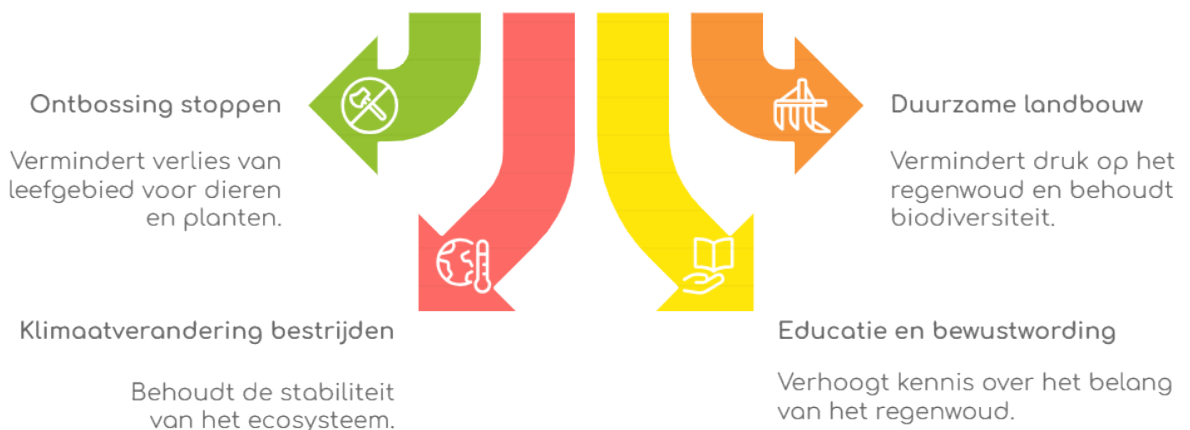 Ontbossing stoppen
Vermindert verlies van
leefgebied voor dieren
en planten.
Duurzame landbouw
Vermindert druk op het
regenwoud en behoudt
biodiversiteit.
Klimaatverandering bestrijden
Behoudt de stabiliteit
van het ecosysteem.
Educatie en bewustwording
Verhoogt kennis over het belang
van het regenwoud.